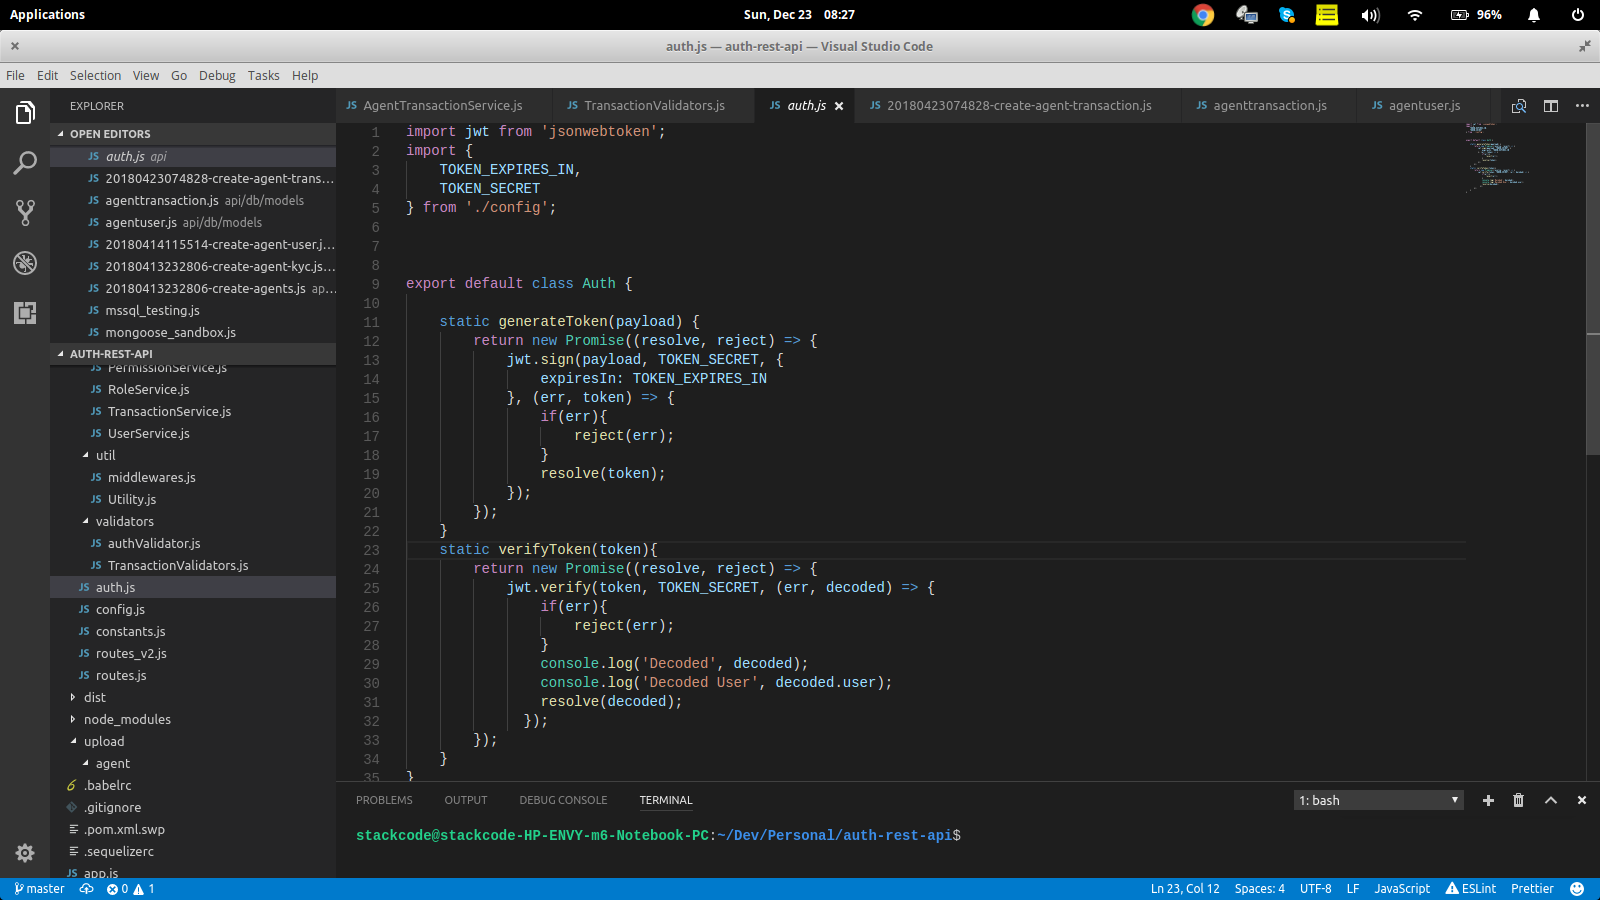 Applications
Sun, Dec 23 08:27
96%
auth.js — auth-rest-api — Visual Studio Code
File Edit Selection View Go Debug Tasks Help
EXPLORER
OPEN EDITORS
JS auth.js api
JS 20180423074828-create-agent-trans...
JS agenttransaction.js api/db/models
JS agentuser.js api/db/models
JS 20180414115514-create-agent-user.j...
JS 20180413232806-create-agent-kyc.js...
JS 20180413232806-create-agents.js ap...
JS mssql_testing.js
JS mongoose_sandbox.js
AUTH-REST-API
JS PermissionService.js
JS RoleService.js
JS TransactionService.js
JS UserService.js
util
JS middlewares.js
JS Utility.js
validators
JS authValidator.js
JS TransactionValidators.js
JS auth.js
JS config.js
JS constants.js
JS routes_v2.js
JS routes.js
dist
node_modules
upload
agent
.babelrc
.gitignore
.pom.xml.swp
.sequelizerc
JS app.js
JS AgentTransactionService.js JS TransactionValidators.js JS auth.js JS 20180423074828-create-agent-transaction.js JS agenttransaction.js JS agentuser.js
1 import jwt from 'jsonwebtoken';
2 import {
3     TOKEN_EXPIRES_IN,
4     TOKEN_SECRET
5 } from './config';
6
7
8
9 export default class Auth {
10
11     static generateToken(payload) {
12         return new Promise((resolve, reject) => {
13             jwt.sign(payload, TOKEN_SECRET, {
14                 expiresIn: TOKEN_EXPIRES_IN
15             }, (err, token) => {
16                 if(err){
17                     reject(err);
18                 }
19                 resolve(token);
20             });
21         });
22     }
23     static verifyToken(token){
24         return new Promise((resolve, reject) => {
25             jwt.verify(token, TOKEN_SECRET, (err, decoded) => {
26                 if(err){
27                     reject(err);
28                 }
29                 console.log('Decoded', decoded);
30                 console.log('Decoded User', decoded.user);
31                 resolve(decoded);
32               });
33         });
34     }
35 }
PROBLEMS OUTPUT DEBUG CONSOLE TERMINAL
1: bash
stackcode@stackcode-HP-ENVY-m6-Notebook-PC:~/Dev/Personal/auth-rest-api$
master 0 1
Ln 23, Col 12 Spaces: 4 UTF-8 LF JavaScript ESLint Prettier